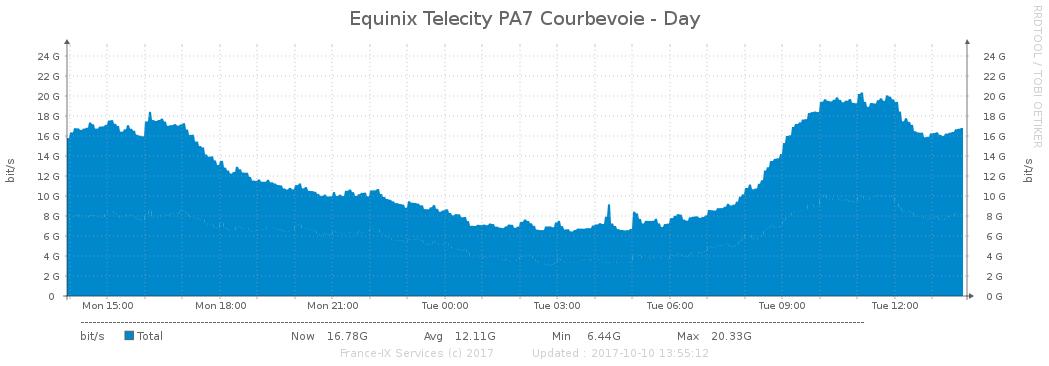 Equinix Telecity PA7 Courbevoie - Day
RRDTOOL / TOBI OETIKER
bit/s
24 G
22 G
20 G
18 G
16 G
14 G
12 G
10 G
8 G
6 G
4 G
2 G
0
24 G
22 G
20 G
18 G
16 G
14 G
12 G
10 G
8 G
6 G
4 G
2 G
0 G
bit/s
Mon 15:00 Mon 18:00 Mon 21:00 Tue 00:00 Tue 03:00 Tue 06:00 Tue 09:00 Tue 12:00
bit/s Total Now 16.78G Avg 12.11G Min 6.44G Max 20.33G
France-IX Services (c) 2017 Updated : 2017-10-10 13:55:12